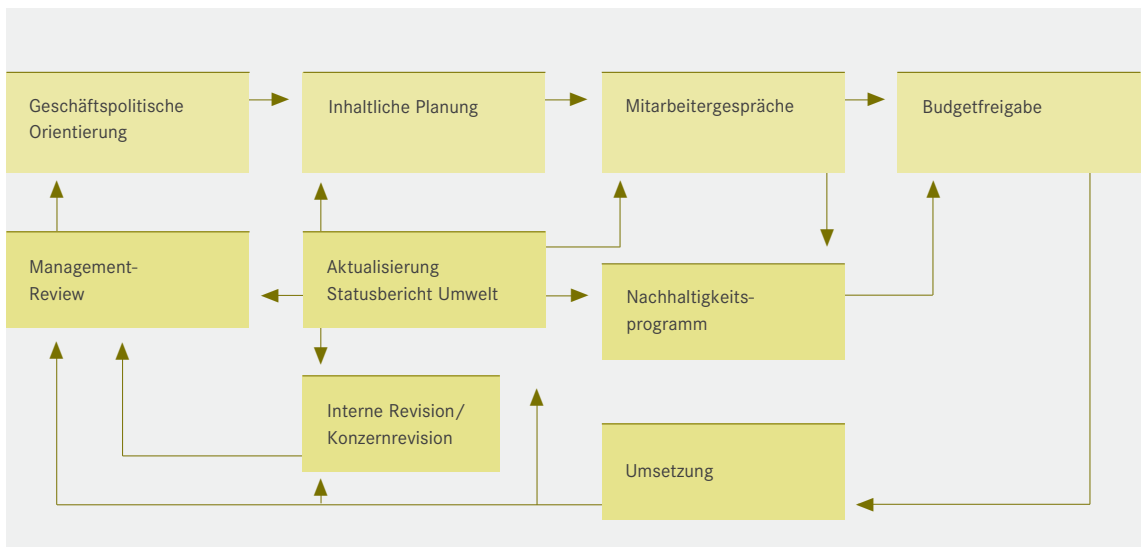 Geschäftspolitische
Orientierung
Inhaltliche Planung
Mitarbeitergespräche
Budgetfreigabe
Management-
Review
Aktualisierung
Statusbericht Umwelt
Nachhaltigkeits-
programm
Interne Revision/
Konzernrevision
Umsetzung